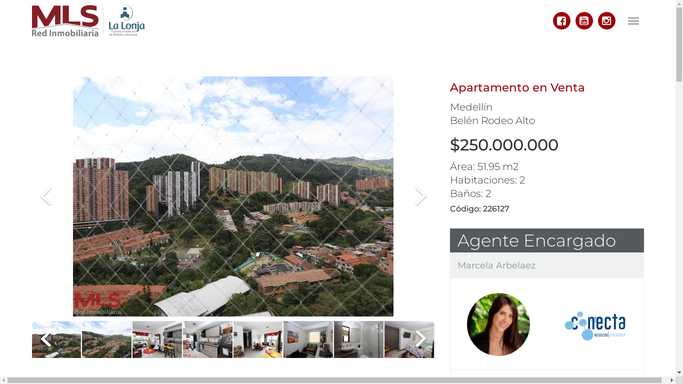 MLS
Red Inmobiliaria
La Lonja
Apartamento en Venta
Medellín
Belén Rodeo Alto
$250.000.000
Área: 51.95 m2
Habitaciones: 2
Baños: 2
Código: 226127
Agente Encargado
Marcela Arbelaez
conecta
MLS
Red Inmobiliaria